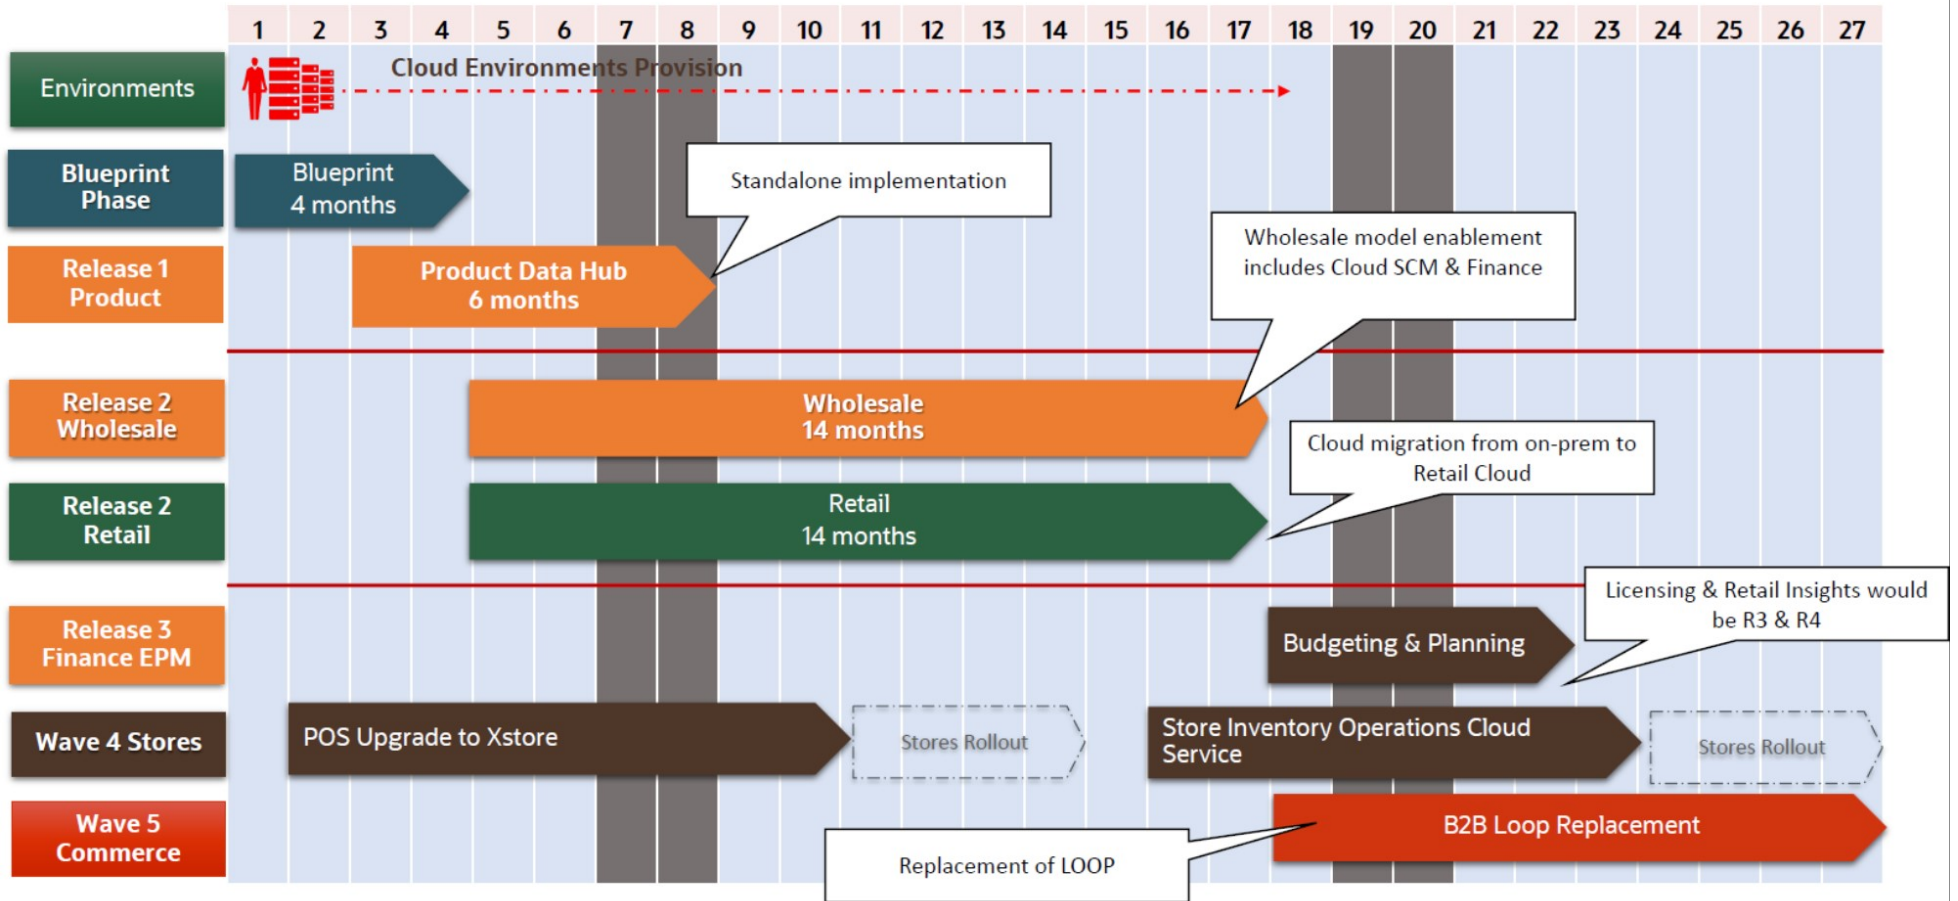 1 2 3 4 5 6 7 8 9 10 11 12 13 14 15 16 17 18 19 20 21 22 23 24 25 26 27
Environments
Cloud Environments Provision
Blueprint
Phase
Blueprint
4 months
Standalone implementation
Release 1
Product
Product Data Hub
6 months
Wholesale model enablement
includes Cloud SCM & Finance
Release 2
Wholesale
Wholesale
14 months
Cloud migration from on-prem to
Retail Cloud
Release 2
Retail
Retail
14 months
Licensing & Retail Insights would
be R3 & R4
Release 3
Finance EPM
Budgeting & Planning
Wave 4 Stores
POS Upgrade to Xstore
Stores Rollout
Store Inventory Operations Cloud
Service
Stores Rollout
Wave 5
Commerce
B2B Loop Replacement
Replacement of LOOP